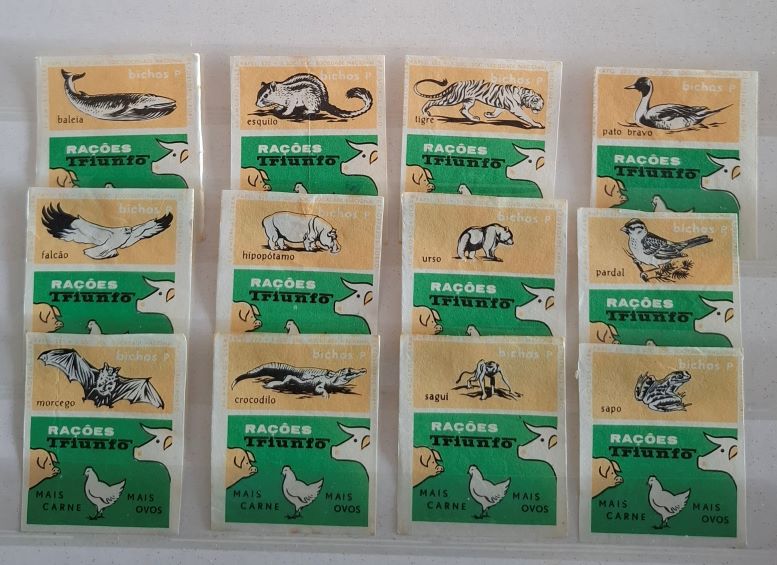 bichos P
baleia
RAÇÕES
Triunfo
bichos P
esquilo
RAÇÕES
Triunfo
bichos P
tigre
RAÇÕES
Triunfo
bichos P
pato bravo
RAÇÕES
Triunfo
bichos P
falcão
RAÇÕES
Triunfo
bichos P
hipopótamo
RAÇÕES
Triunfo
bichos P
urso
RAÇÕES
Triunfo
bichos P
pardal
RAÇÕES
Triunfo
bichos P
morcego
RAÇÕES
Triunfo
MAIS MAIS
CARNE OVOS
bichos P
crocodilo
RAÇÕES
Triunfo
MAIS MAIS
CARNE OVOS
bichos P
sagui
RAÇÕES
Triunfo
MAIS MAIS
CARNE OVOS
bichos P
sapo
RAÇÕES
Triunfo
MAIS MAIS
CARNE OVOS